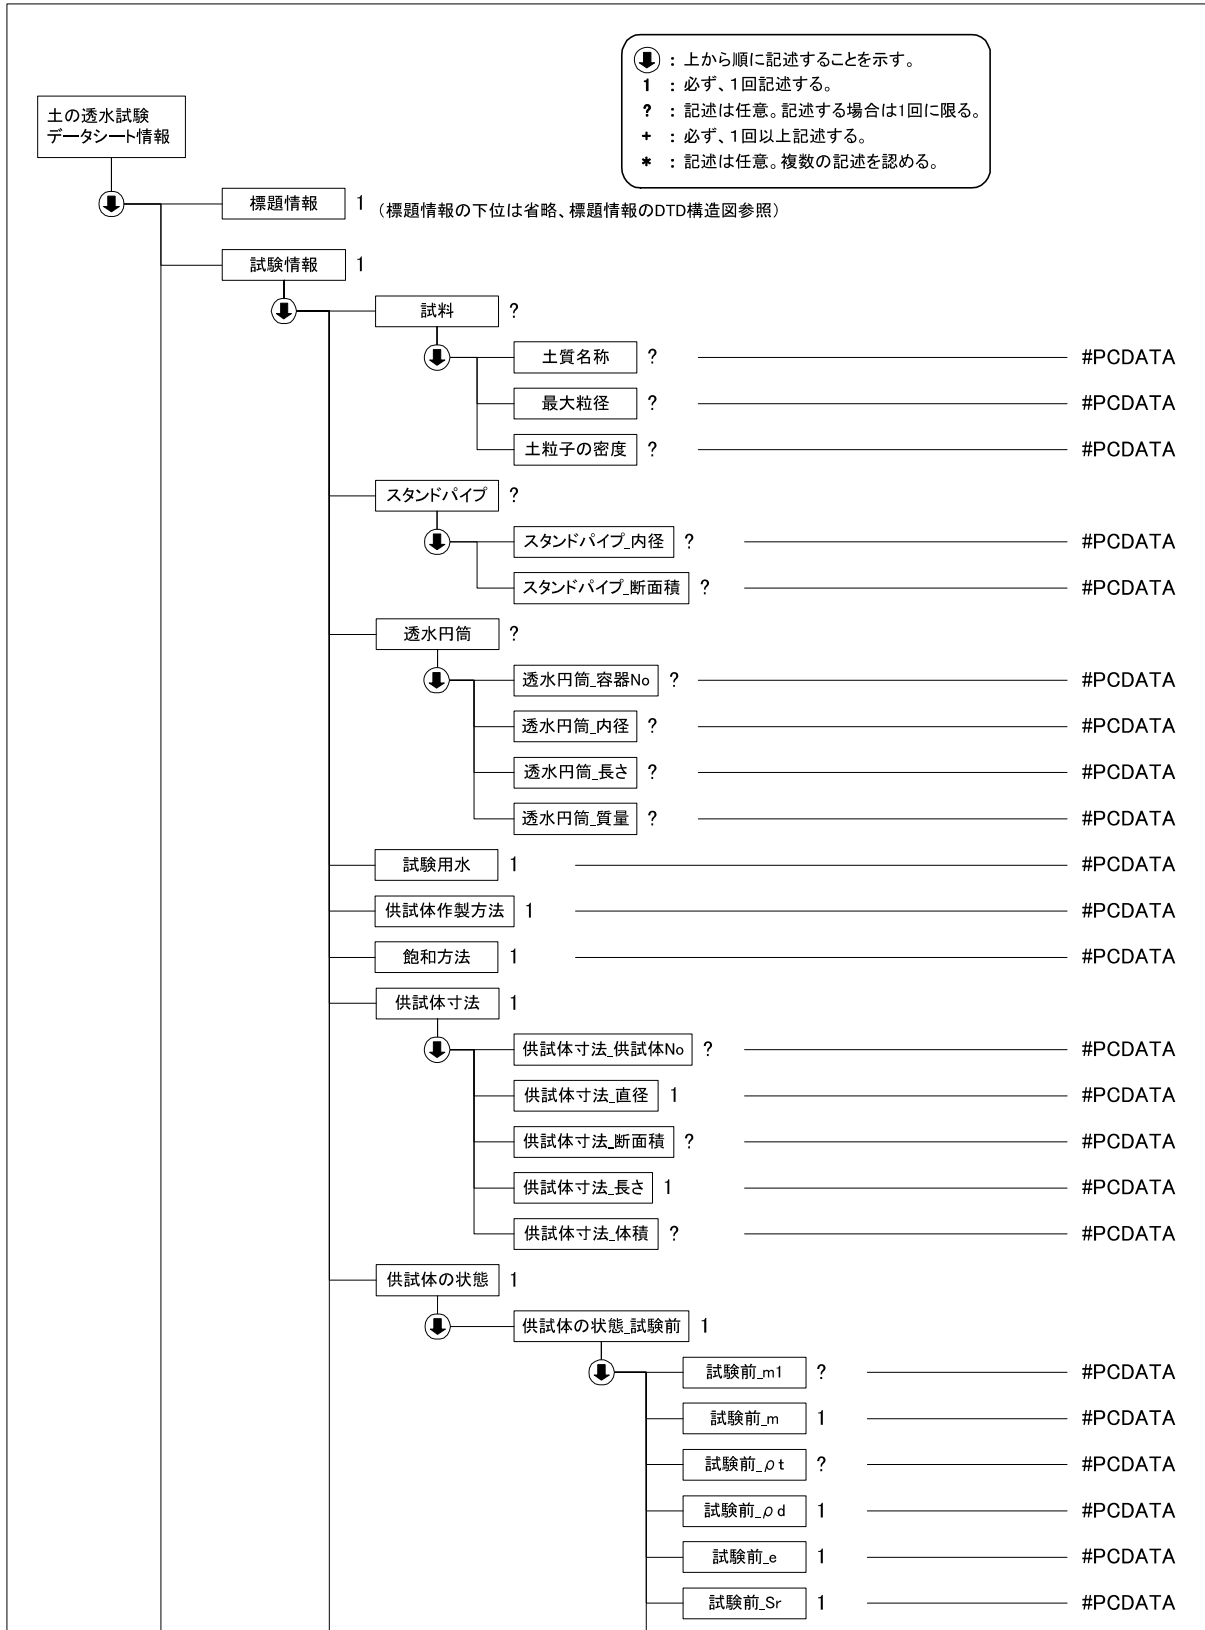 ：上から順に記述することを示す。
1：必ず、1回記述する。
?：記述は任意。記述する場合は1回に限る。
+：必ず、1回以上記述する。
*：記述は任意。複数の記述を認める。
土の透水試験
データシート情報
標題情報 1 （標題情報の下位は省略、標題情報のDTD構造図参照）
試験情報 1
試料 ?
土質名称 ? #PCDATA
最大粒径 ? #PCDATA
土粒子の密度 ? #PCDATA
スタンドパイプ ?
スタンドパイプ_内径 ? #PCDATA
スタンドパイプ_断面積 ? #PCDATA
透水円筒 ?
透水円筒_容器No ? #PCDATA
透水円筒_内径 ? #PCDATA
透水円筒_長さ ? #PCDATA
透水円筒_質量 ? #PCDATA
試験用水 1 #PCDATA
供試体作製方法 1 #PCDATA
飽和方法 1 #PCDATA
供試体寸法 1
供試体寸法_供試体No ? #PCDATA
供試体寸法_直径 1 #PCDATA
供試体寸法_断面積 ? #PCDATA
供試体寸法_長さ 1 #PCDATA
供試体寸法_体積 ? #PCDATA
供試体の状態 1
供試体の状態_試験前 1
試験前_m1 ? #PCDATA
試験前_m 1 #PCDATA
試験前_ρt ? #PCDATA
試験前_ρd 1 #PCDATA
試験前_e 1 #PCDATA
試験前_Sr 1 #PCDATA